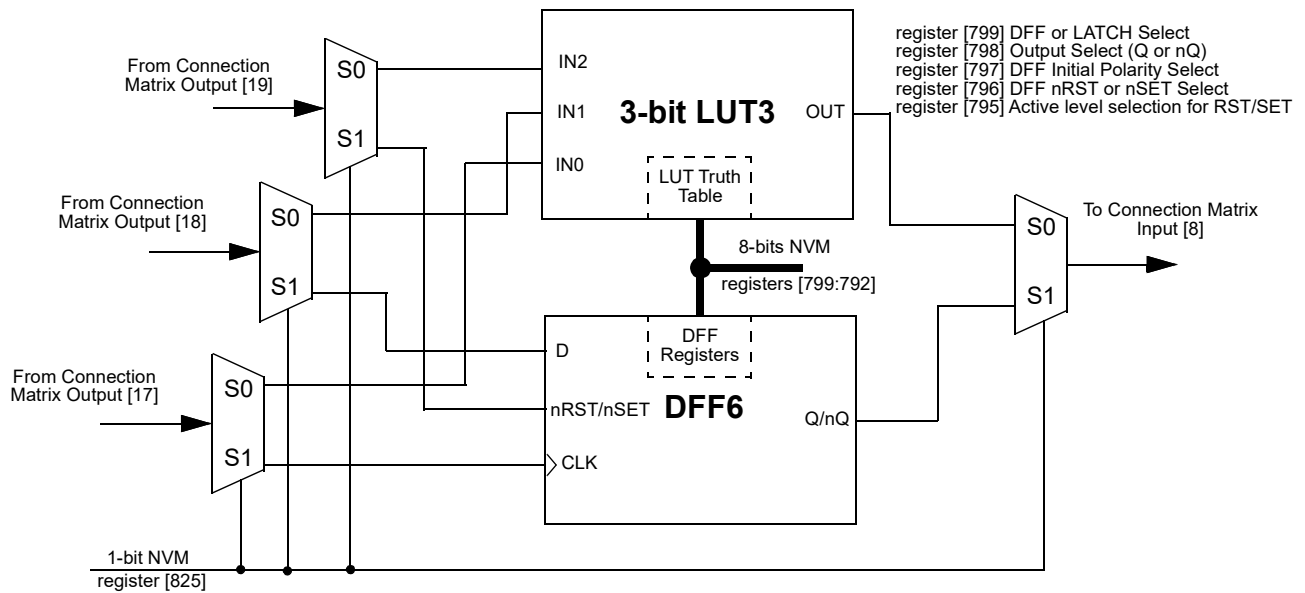 From Connection
Matrix Output [19]
S0
S1
IN2
IN1
IN0
3-bit LUT3
OUT
LUT Truth
Table
register [799] DFF or LATCH Select
register [798] Output Select (Q or nQ)
register [797] DFF Initial Polarity Select
register [796] DFF nRST or nSET Select
register [795] Active level selection for RST/SET
From Connection
Matrix Output [18]
S0
S1
8-bits NVM
registers [799:792]
S0
S1
To Connection Matrix
Input [8]
From Connection
Matrix Output [17]
S0
S1
D
nRST/nSET
CLK
DFF
Registers
DFF6
Q/nQ
1-bit NVM
register [825]